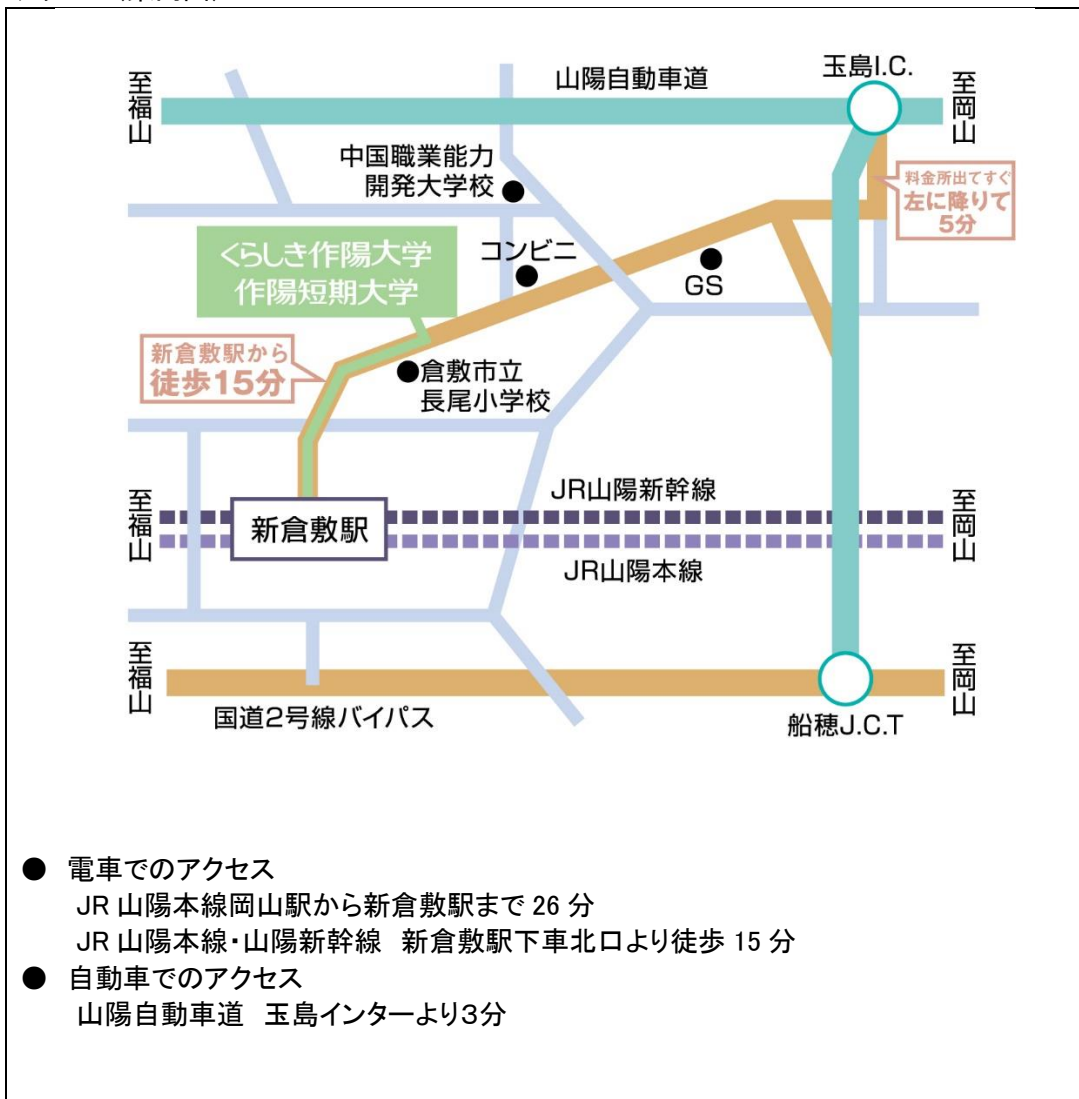 山陽自動車道
玉島I.C.
至福山
至岡山
中国職業能力
開発大学校
料金所出てすぐ
左に降りて
5分
くらしき作陽大学
作陽短期大学
コンビニ
GS
新倉敷駅から
徒歩15分
倉敷市立
長尾小学校
至福山
新倉敷駅
JR山陽新幹線
JR山陽本線
至岡山
至福山
国道2号線バイパス
船穂J.C.T
至岡山
● 電車でのアクセス
JR 山陽本線岡山駅から新倉敷駅まで 26 分
JR 山陽本線・山陽新幹線 新倉敷駅下車北口より徒歩 15 分
● 自動車でのアクセス
山陽自動車道 玉島インターより3分